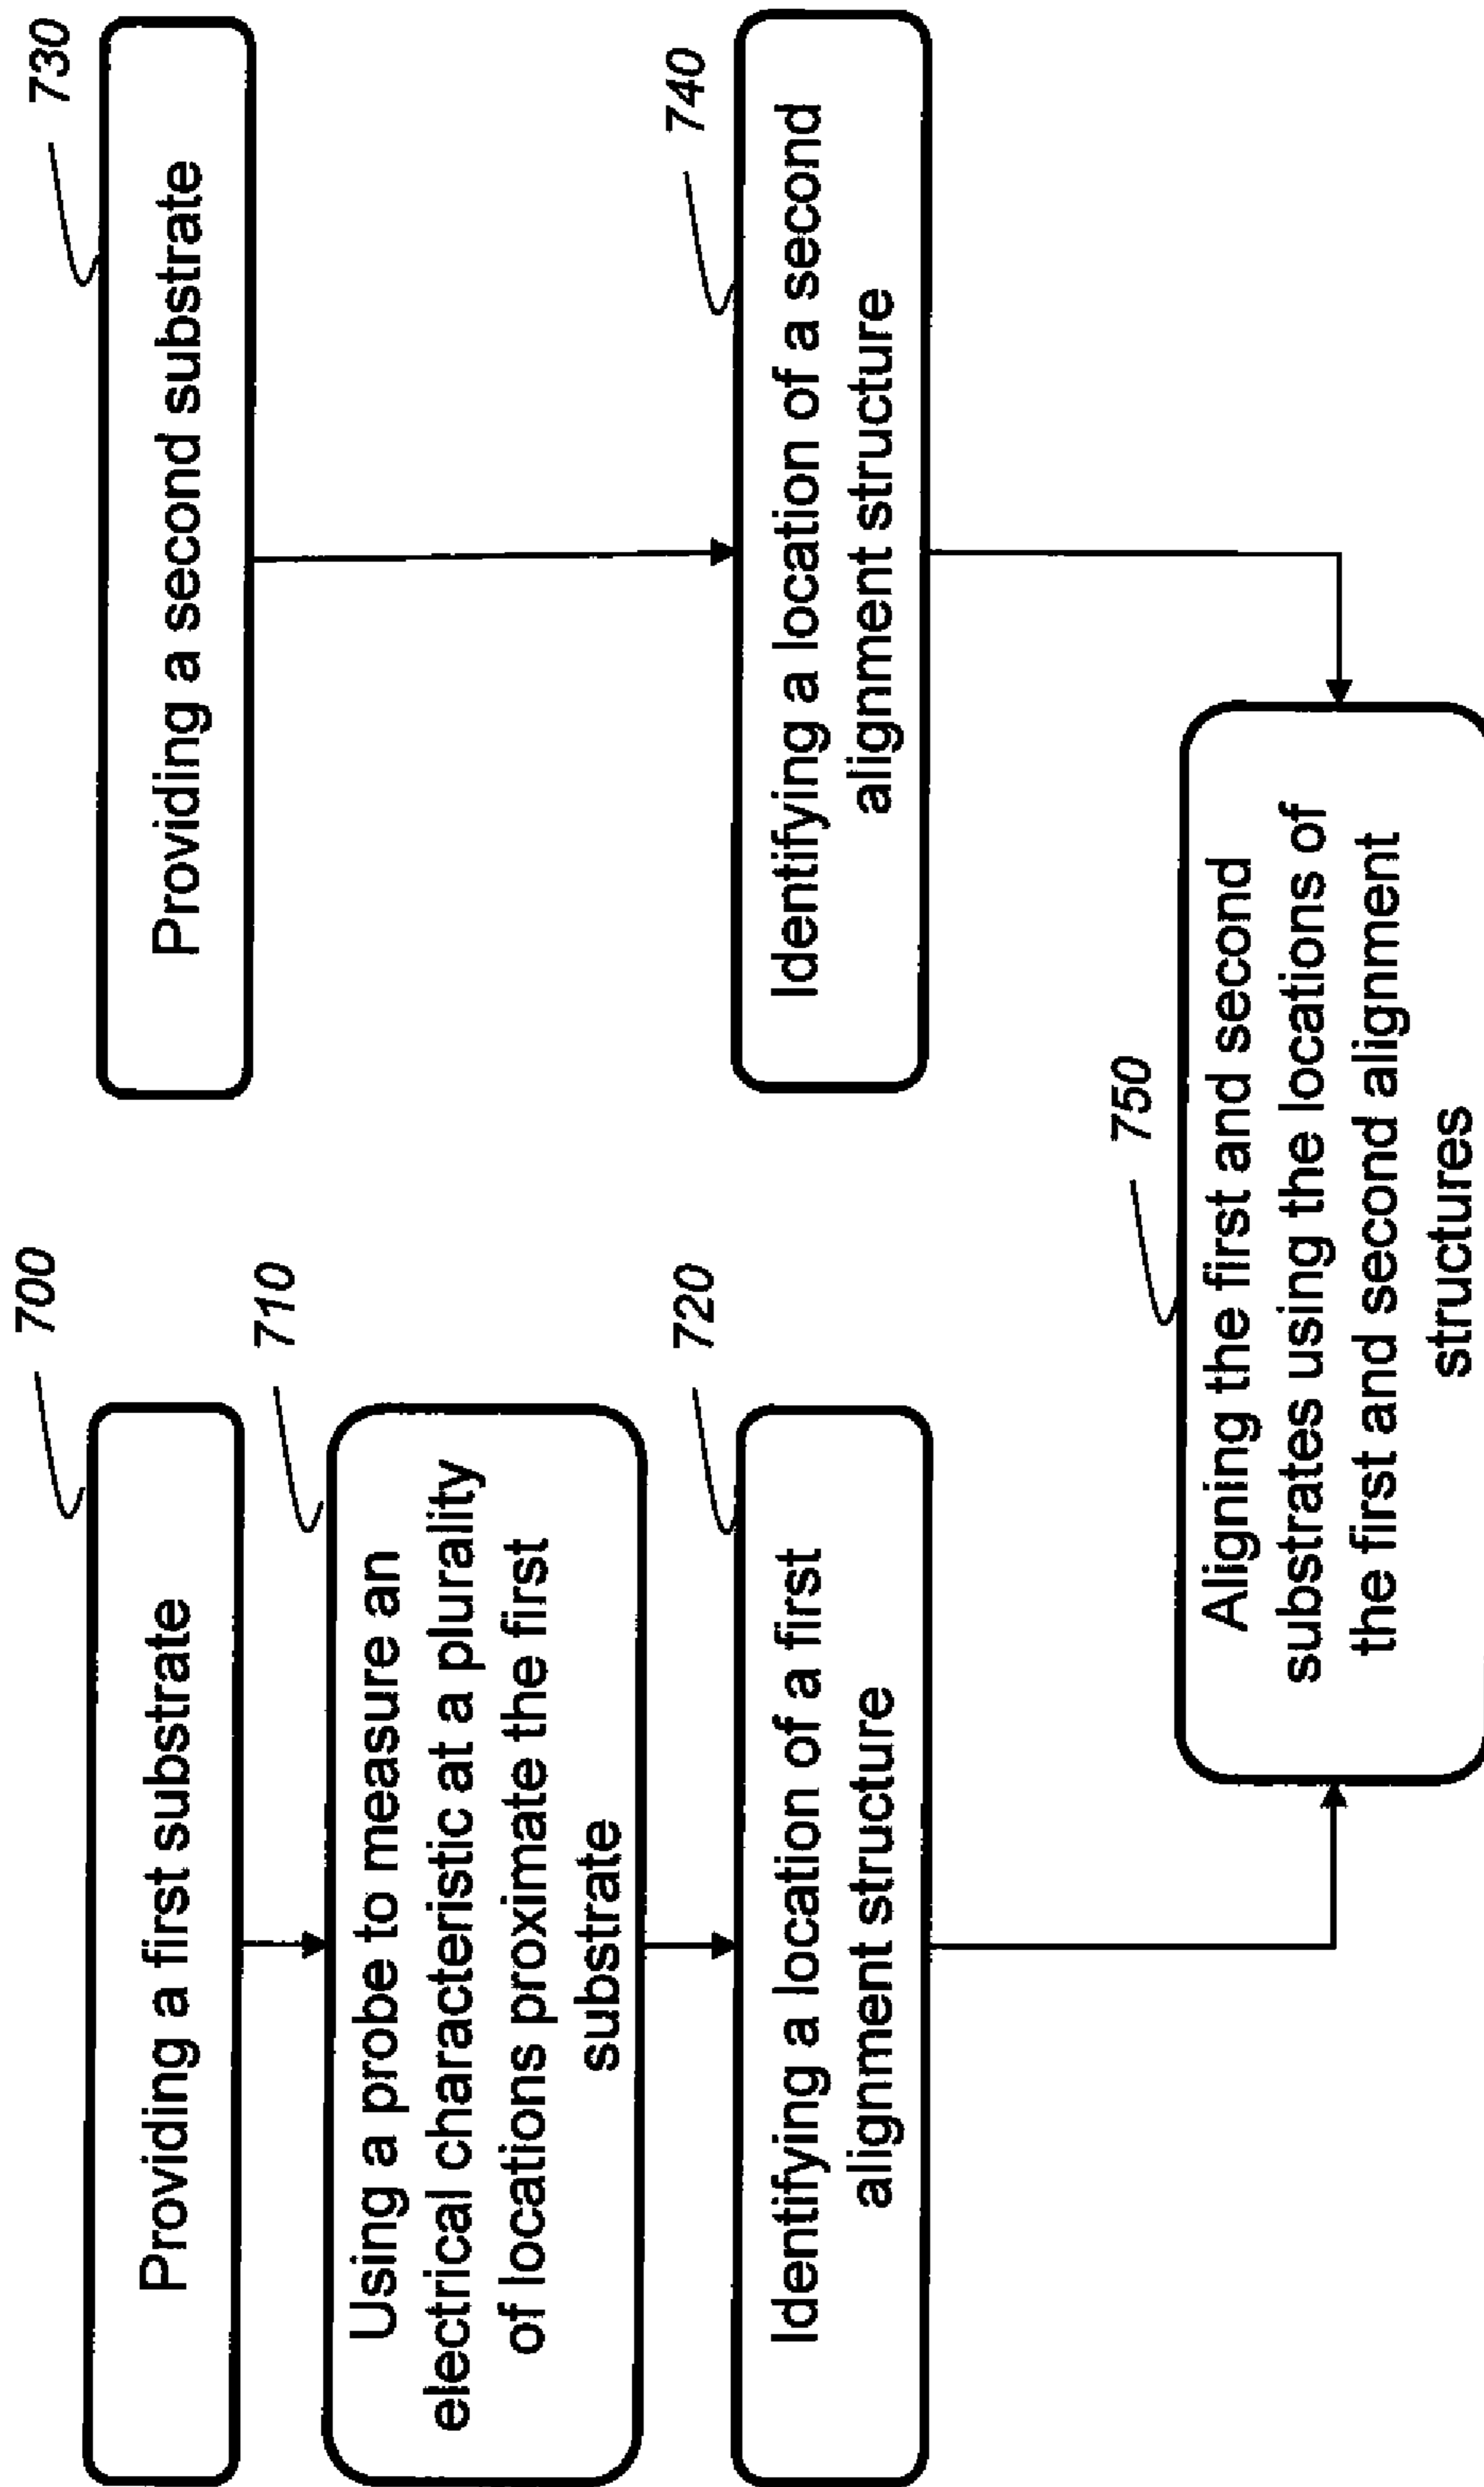 700
Providing a first substrate
710
Using a probe to measure an
electrical characteristic at a plurality
of locations proximate the first
substrate
720
Identifying a location of a first
alignment structure
730
Providing a second substrate
740
Identifying a location of a second
alignment structure
750
Aligning the first and second
substrates using the locations of
the first and second alignment
structures